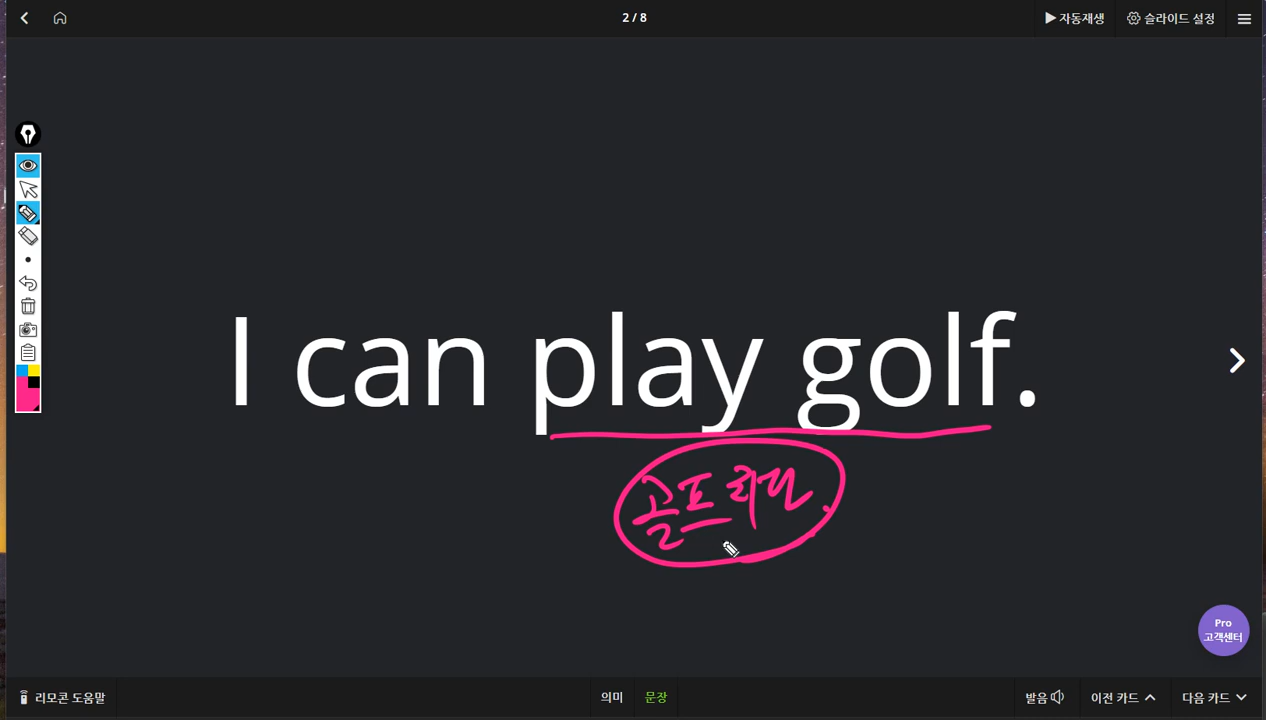 2 / 8
자동재생
슬라이드 설정
I can play golf.
골프
Pro
고객센터
리모콘 도움말
의미
문장
발음
이전 카드
다음 카드